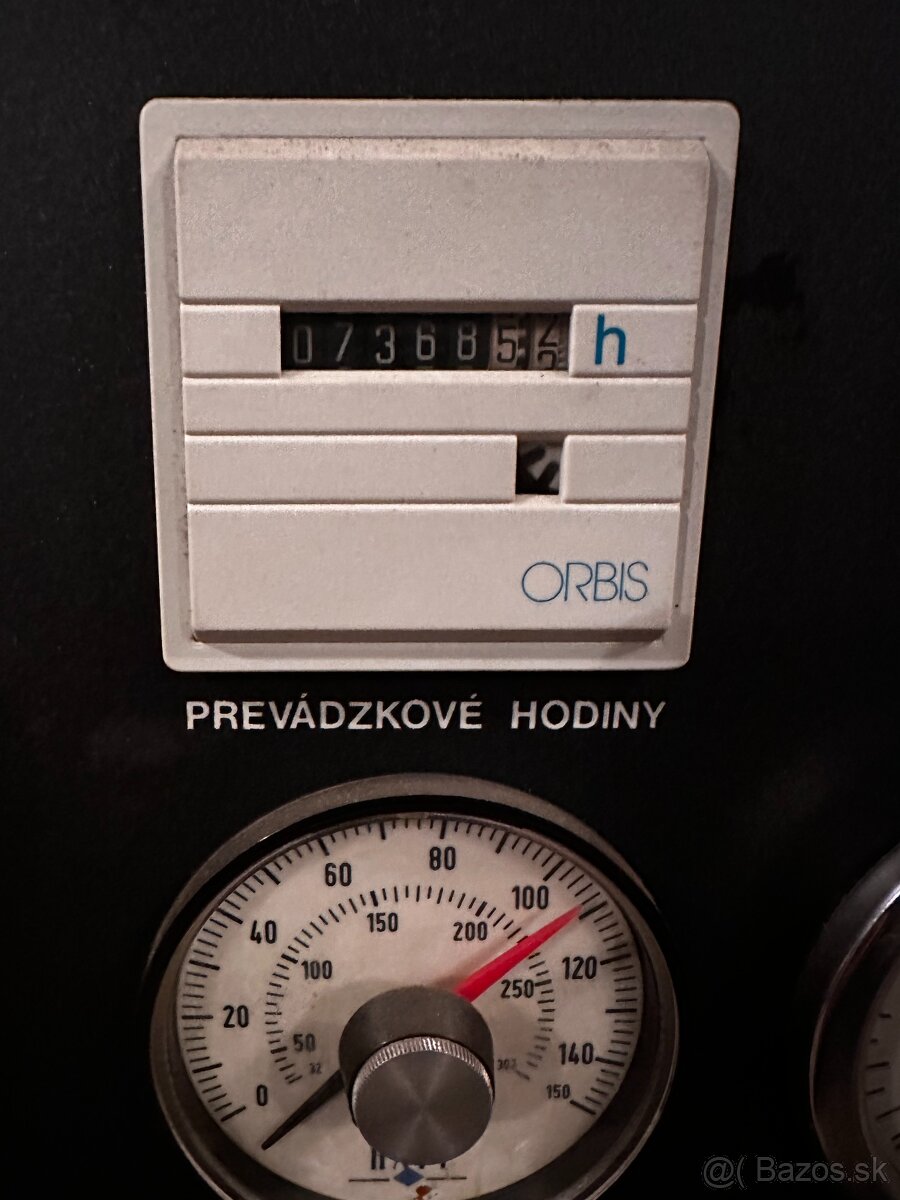 0736852 h
ORBIS
PREVÁDZKOVÉ HODINY
0 20 40 60 80 100 120 140 150
32 50 100 150 200 250
@( Bazos.sk